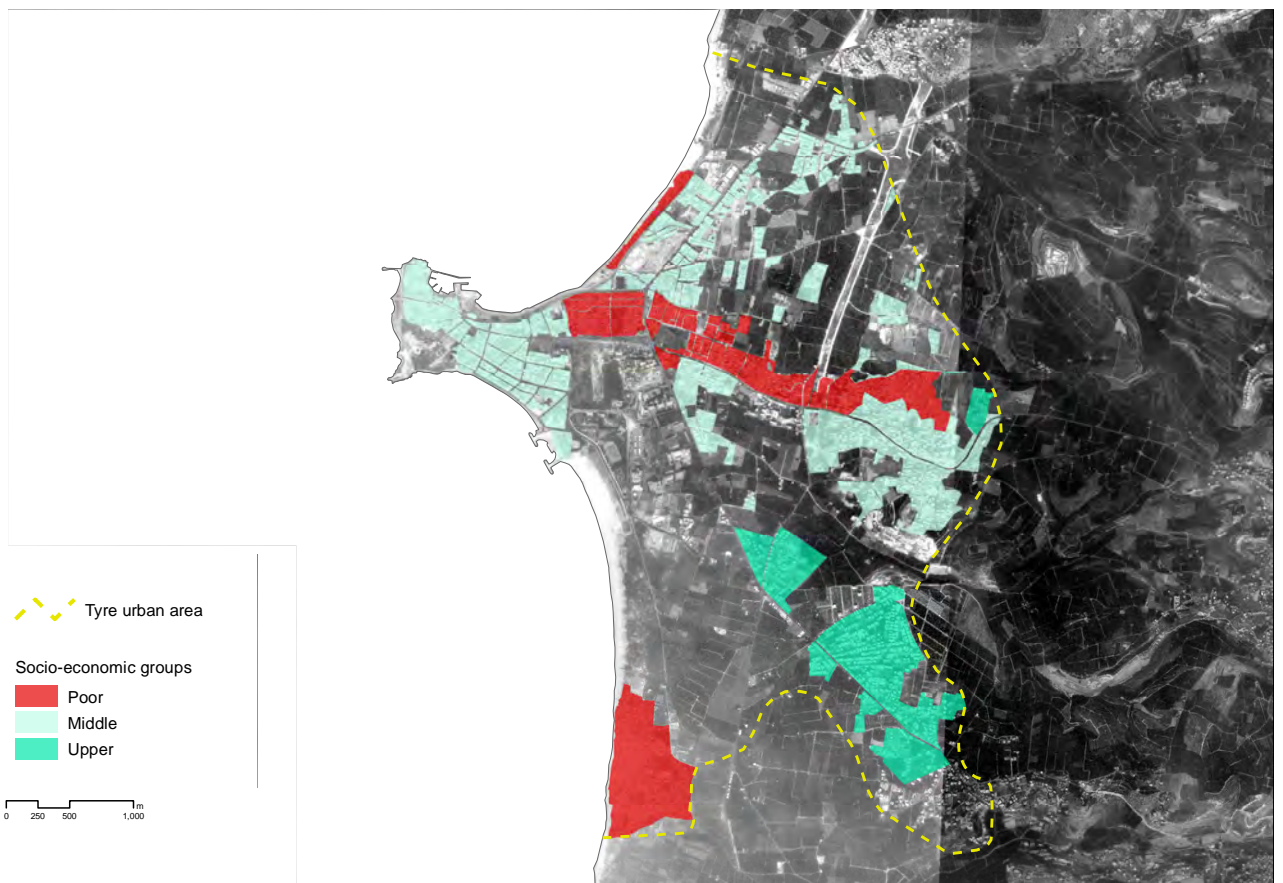 Tyre urban area
Socio-economic groups
Poor
Middle
Upper
m
0 250 500 1,000